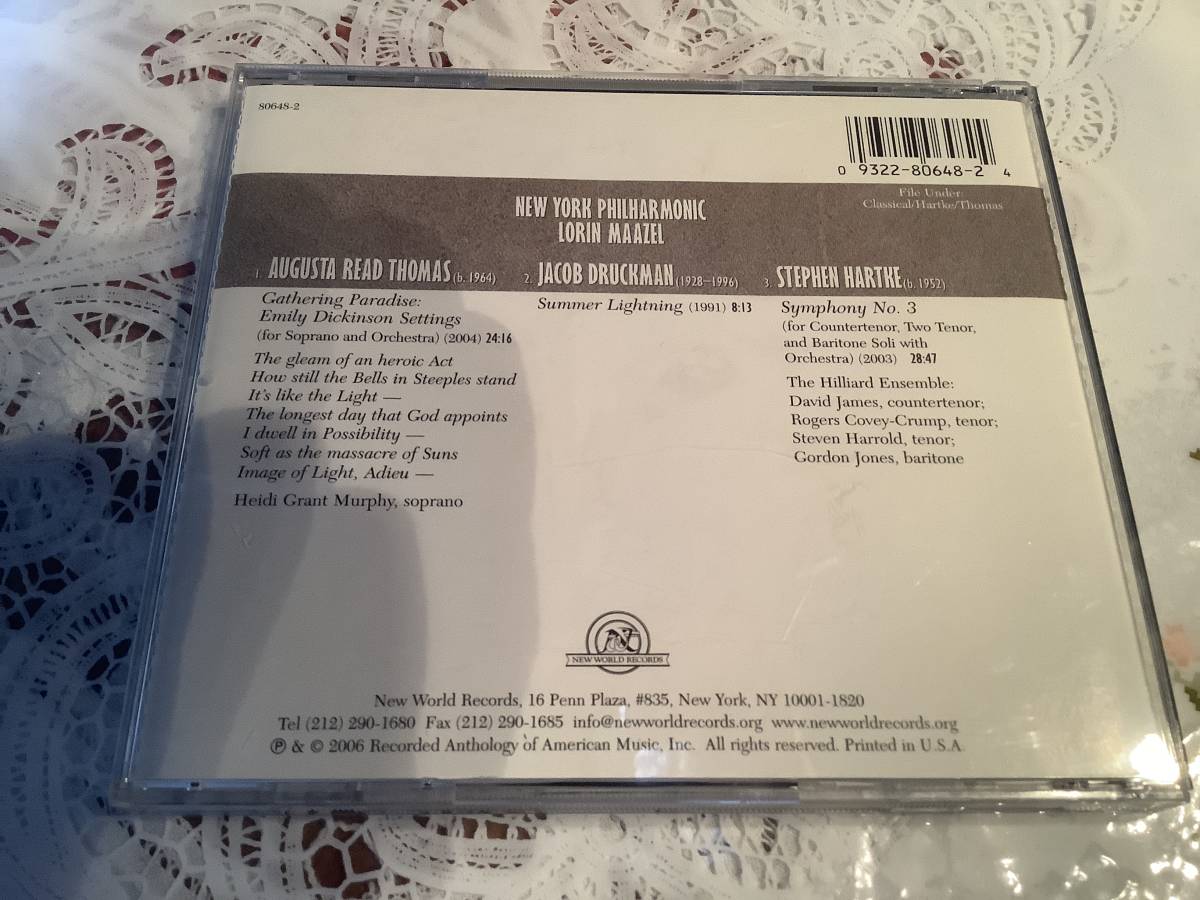 80648-2
0 9322-80648-2 4
File Under:
Classical/Hartke/Thomas
NEW YORK PHILHARMONIC
LORIN MAAZEL
1. AUGUSTA READ THOMAS (b. 1964)
Gathering Paradise:
Emily Dickinson Settings
(for Soprano and Orchestra) (2004) 24:16
The gleam of an heroic Act
How still the Bells in Steeples stand
It's like the Light —
The longest day that God appoints
I dwell in Possibility —
Soft as the massacre of Suns
Image of Light, Adieu —
Heidi Grant Murphy, soprano
2. JACOB DRUCKMAN (1928–1996)
Summer Lightning (1991) 8:13
3. STEPHEN HARTKE (b. 1952)
Symphony No. 3
(for Countertenor, Two Tenor,
and Baritone Soli with
Orchestra) (2003) 28:47
The Hilliard Ensemble:
David James, countertenor;
Rogers Covey-Crump, tenor;
Steven Harrold, tenor;
Gordon Jones, baritone
NEW WORLD RECORDS
New World Records, 16 Penn Plaza, #835, New York, NY 10001-1820
Tel (212) 290-1680 Fax (212) 290-1685 info@newworldrecords.org www.newworldrecords.org
℗ & © 2006 Recorded Anthology of American Music, Inc. All rights reserved. Printed in U.S.A.